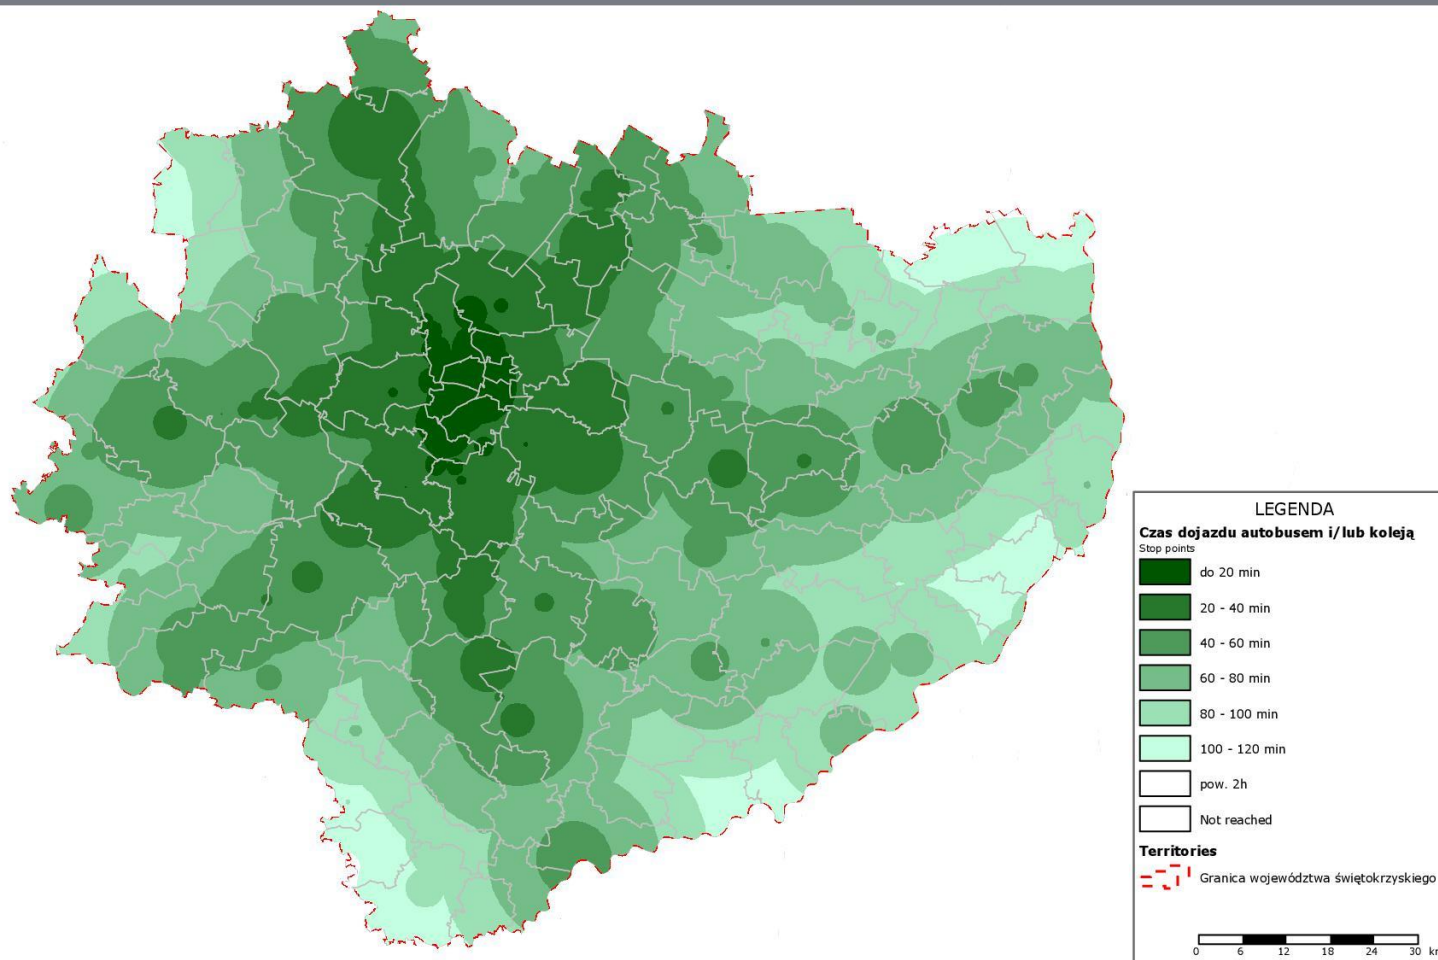 LEGENDA
Czas dojazdu autobusem i/lub koleją
Stop points
do 20 min
20 - 40 min
40 - 60 min
60 - 80 min
80 - 100 min
100 - 120 min
pow. 2h
Not reached
Territories
Granica województwa świętokrzyskiego
0 6 12 18 24 30 km